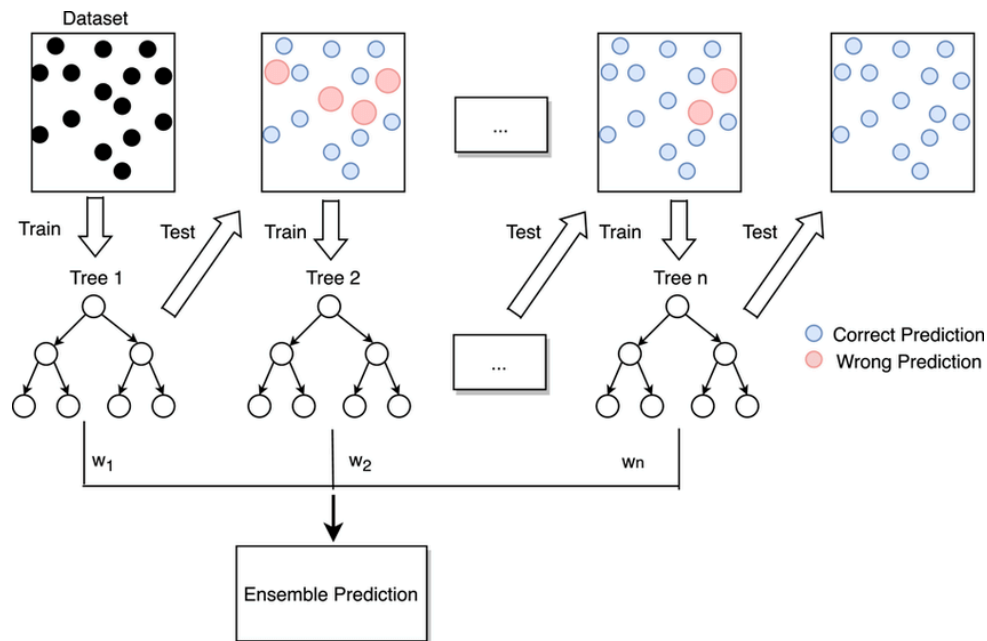 Dataset
...
Train
Test
Train
Test
Train
Test
Tree 1
Tree 2
Tree n
...
Correct Prediction
Wrong Prediction
w1
w2
wn
Ensemble Prediction